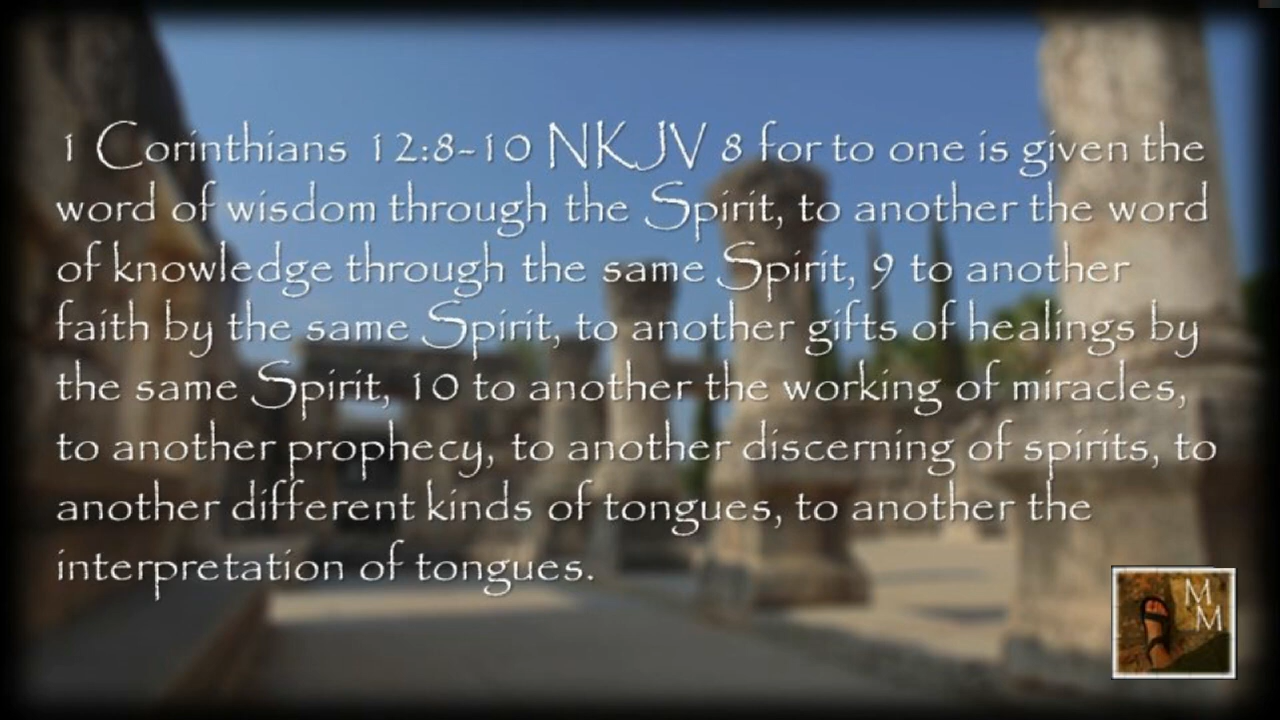 1 Corinthians 12:8-10 NKJV 8 for to one is given the
word of wisdom through the Spirit, to another the word
of knowledge through the same Spirit, 9 to another
faith by the same Spirit, to another gifts of healings by
the same Spirit, 10 to another the working of miracles,
to another prophecy, to another discerning of spirits, to
another different kinds of tongues, to another the
interpretation of tongues.
M
M